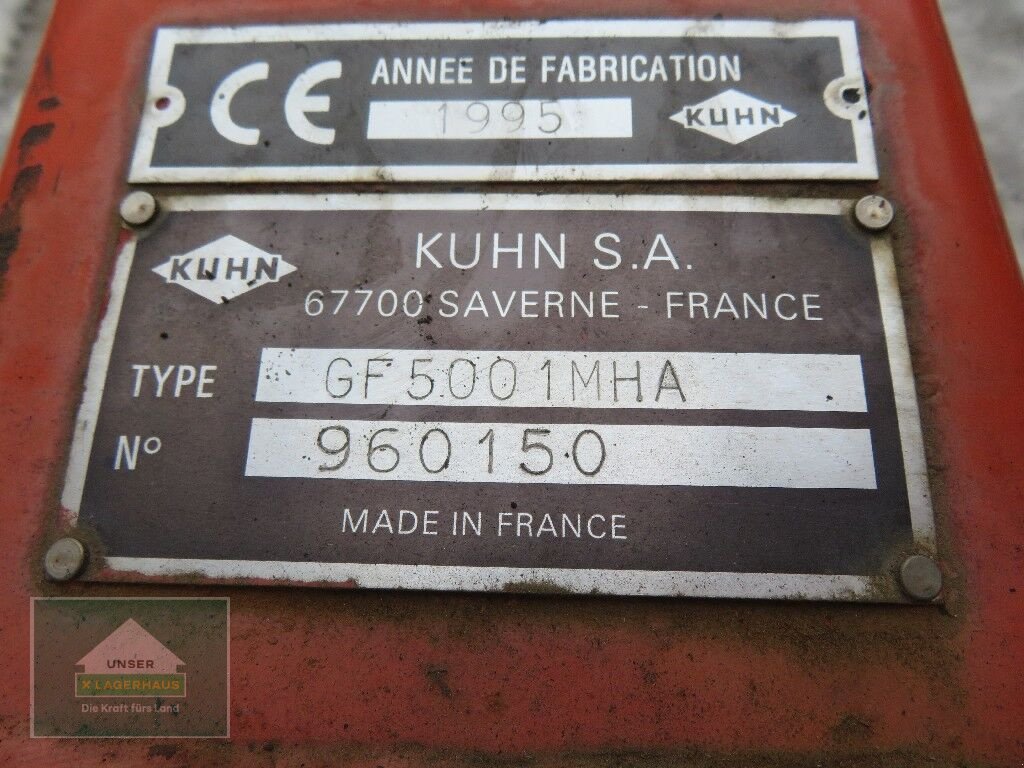 CE ANNEE DE FABRICATION
1995
KUHN
KUHN
KUHN S.A.
67700 SAVERNE - FRANCE
TYPE GF5001MHA
N° 960150
MADE IN FRANCE
UNSER
X LAGERHAUS
Die Kraft fürs Land